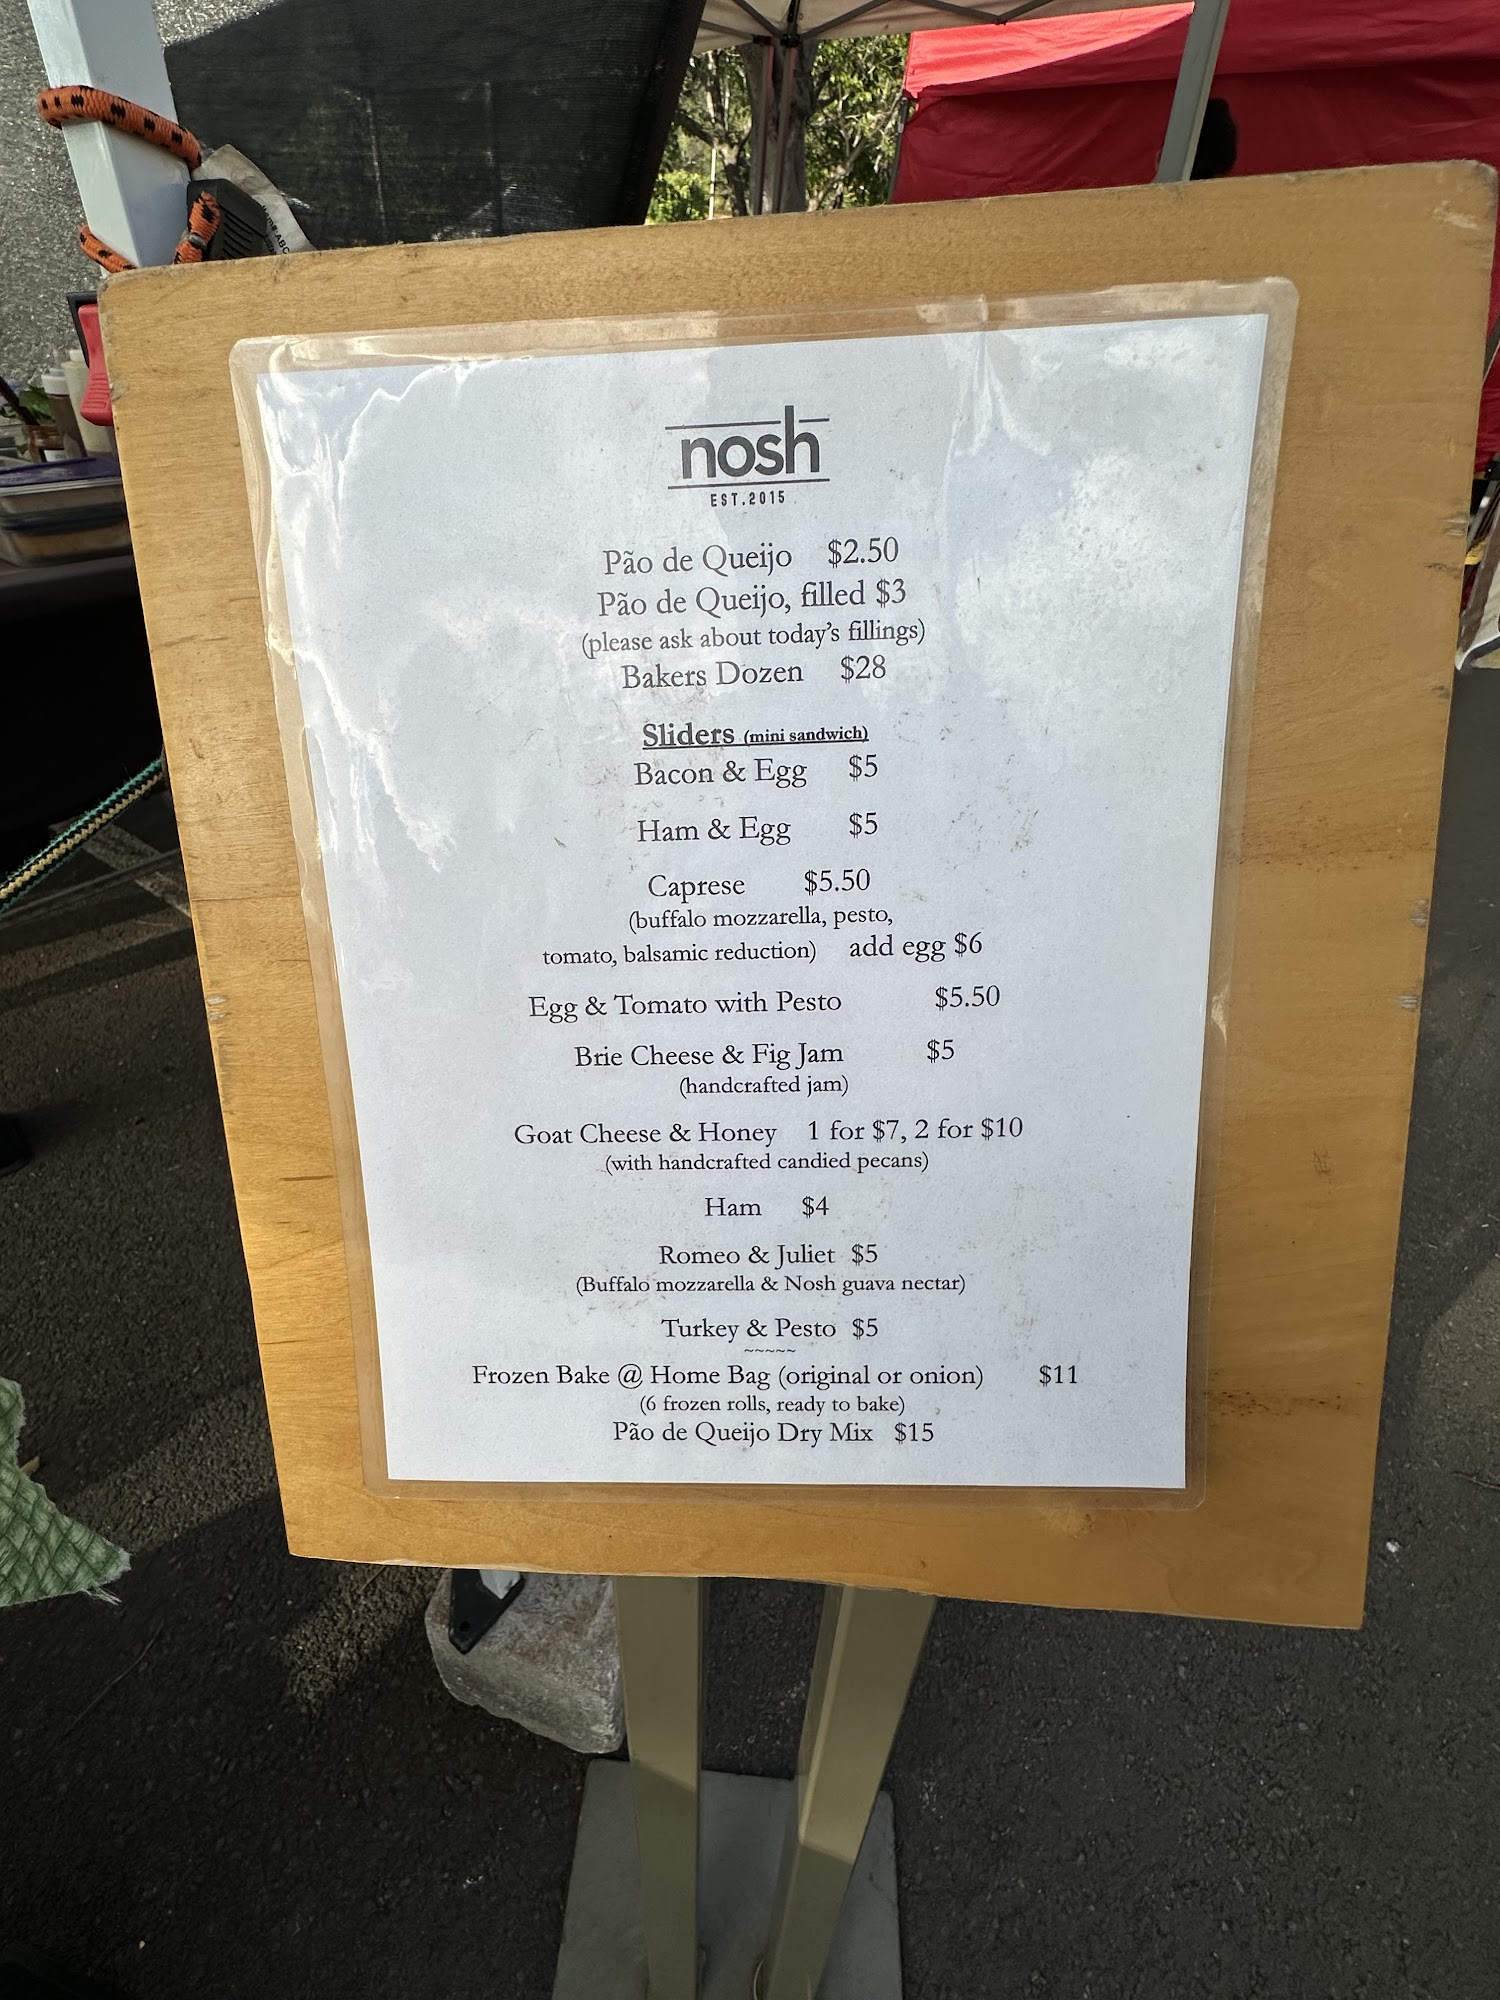 nosh
EST.2015
Pão de Queijo $2.50
Pão de Queijo, filled $3
(please ask about today's fillings)
Bakers Dozen $28
Sliders (mini sandwich)
Bacon & Egg $5
Ham & Egg $5
Caprese $5.50
(buffalo mozzarella, pesto,
tomato, balsamic reduction) add egg $6
Egg & Tomato with Pesto $5.50
Brie Cheese & Fig Jam $5
(handcrafted jam)
Goat Cheese & Honey 1 for $7, 2 for $10
(with handcrafted candied pecans)
Ham $4
Romeo & Juliet $5
(Buffalo mozzarella & Nosh guava nectar)
Turkey & Pesto $5
~~~~~
Frozen Bake @ Home Bag (original or onion) $11
(6 frozen rolls, ready to bake)
Pão de Queijo Dry Mix $15